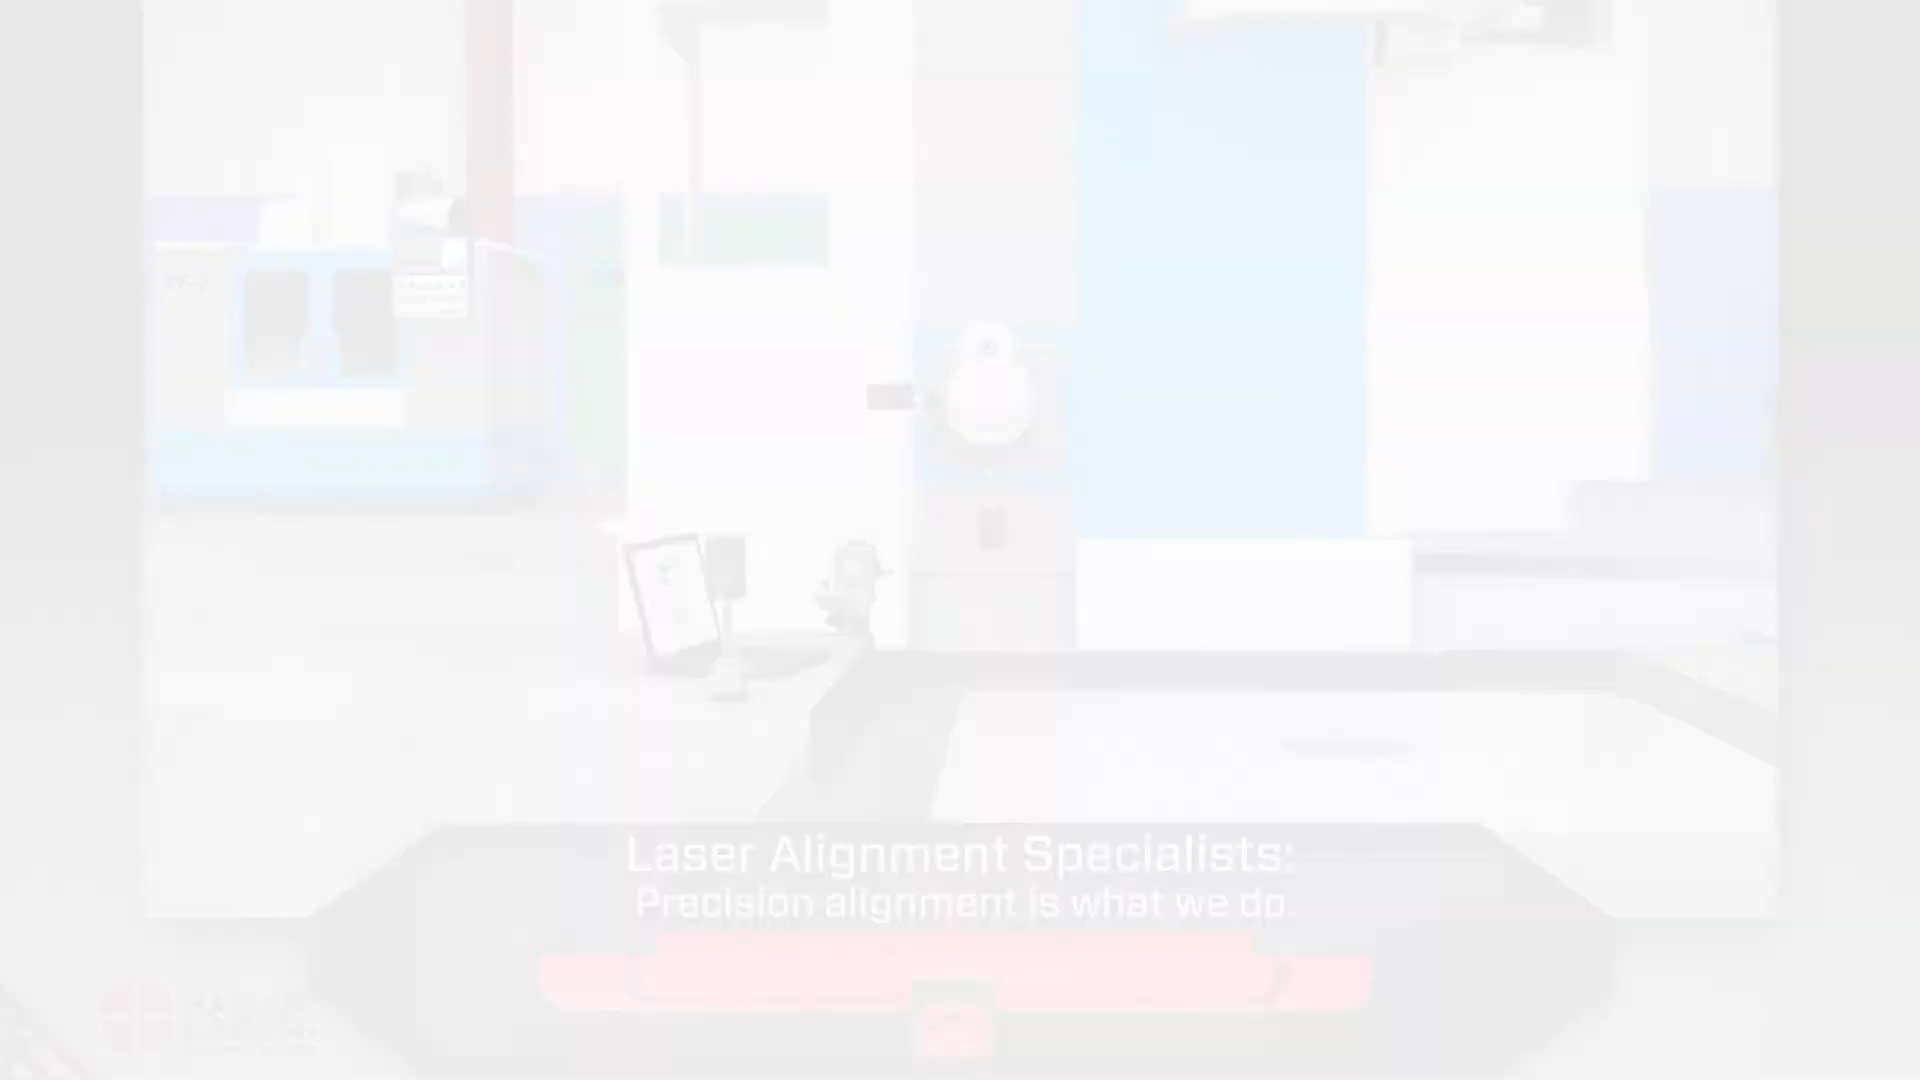 Laser Alignment Specialists:
Precision alignment is what we do.